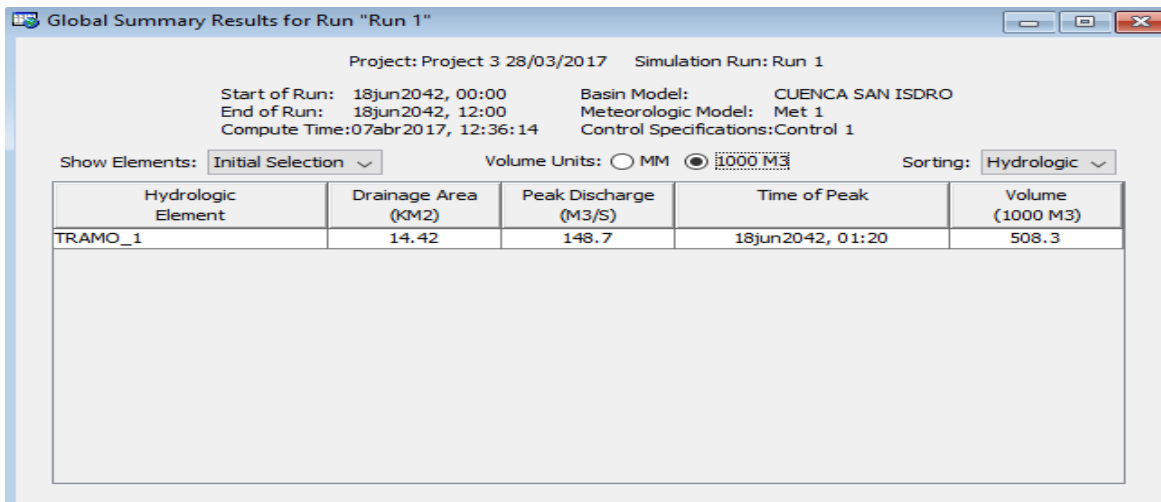 Global Summary Results for Run "Run 1"
Project: Project 3 28/03/2017 Simulation Run: Run 1
Start of Run: 18jun2042, 00:00 Basin Model: CUENCA SAN ISDRO
End of Run: 18jun2042, 12:00 Meteorologic Model: Met 1
Compute Time:07abr2017, 12:36:14 Control Specifications:Control 1
Show Elements: Initial Selection Volume Units: MM 1000 M3 Sorting: Hydrologic
Hydrologic Drainage Area Peak Discharge Time of Peak Volume
Element (KM2) (M3/S) (1000 M3)
TRAMO_1 14.42 148.7 18jun2042, 01:20 508.3